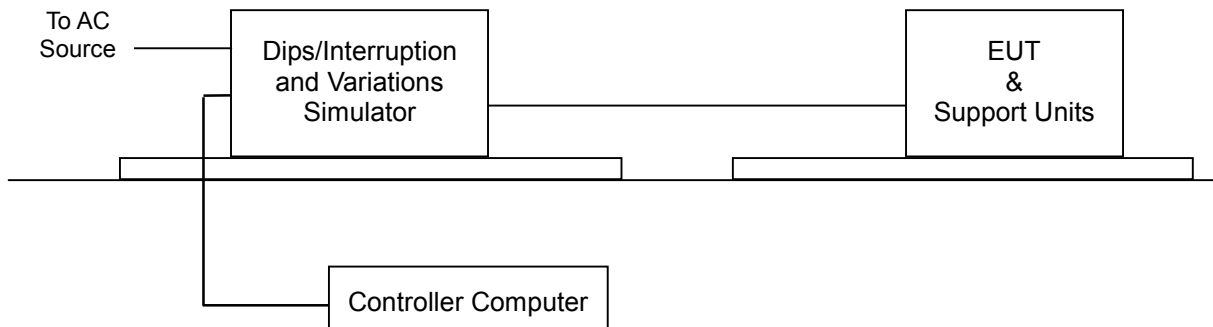 To AC
Source
Dips/Interruption
and Variations
Simulator
EUT
&
Support Units
Controller Computer